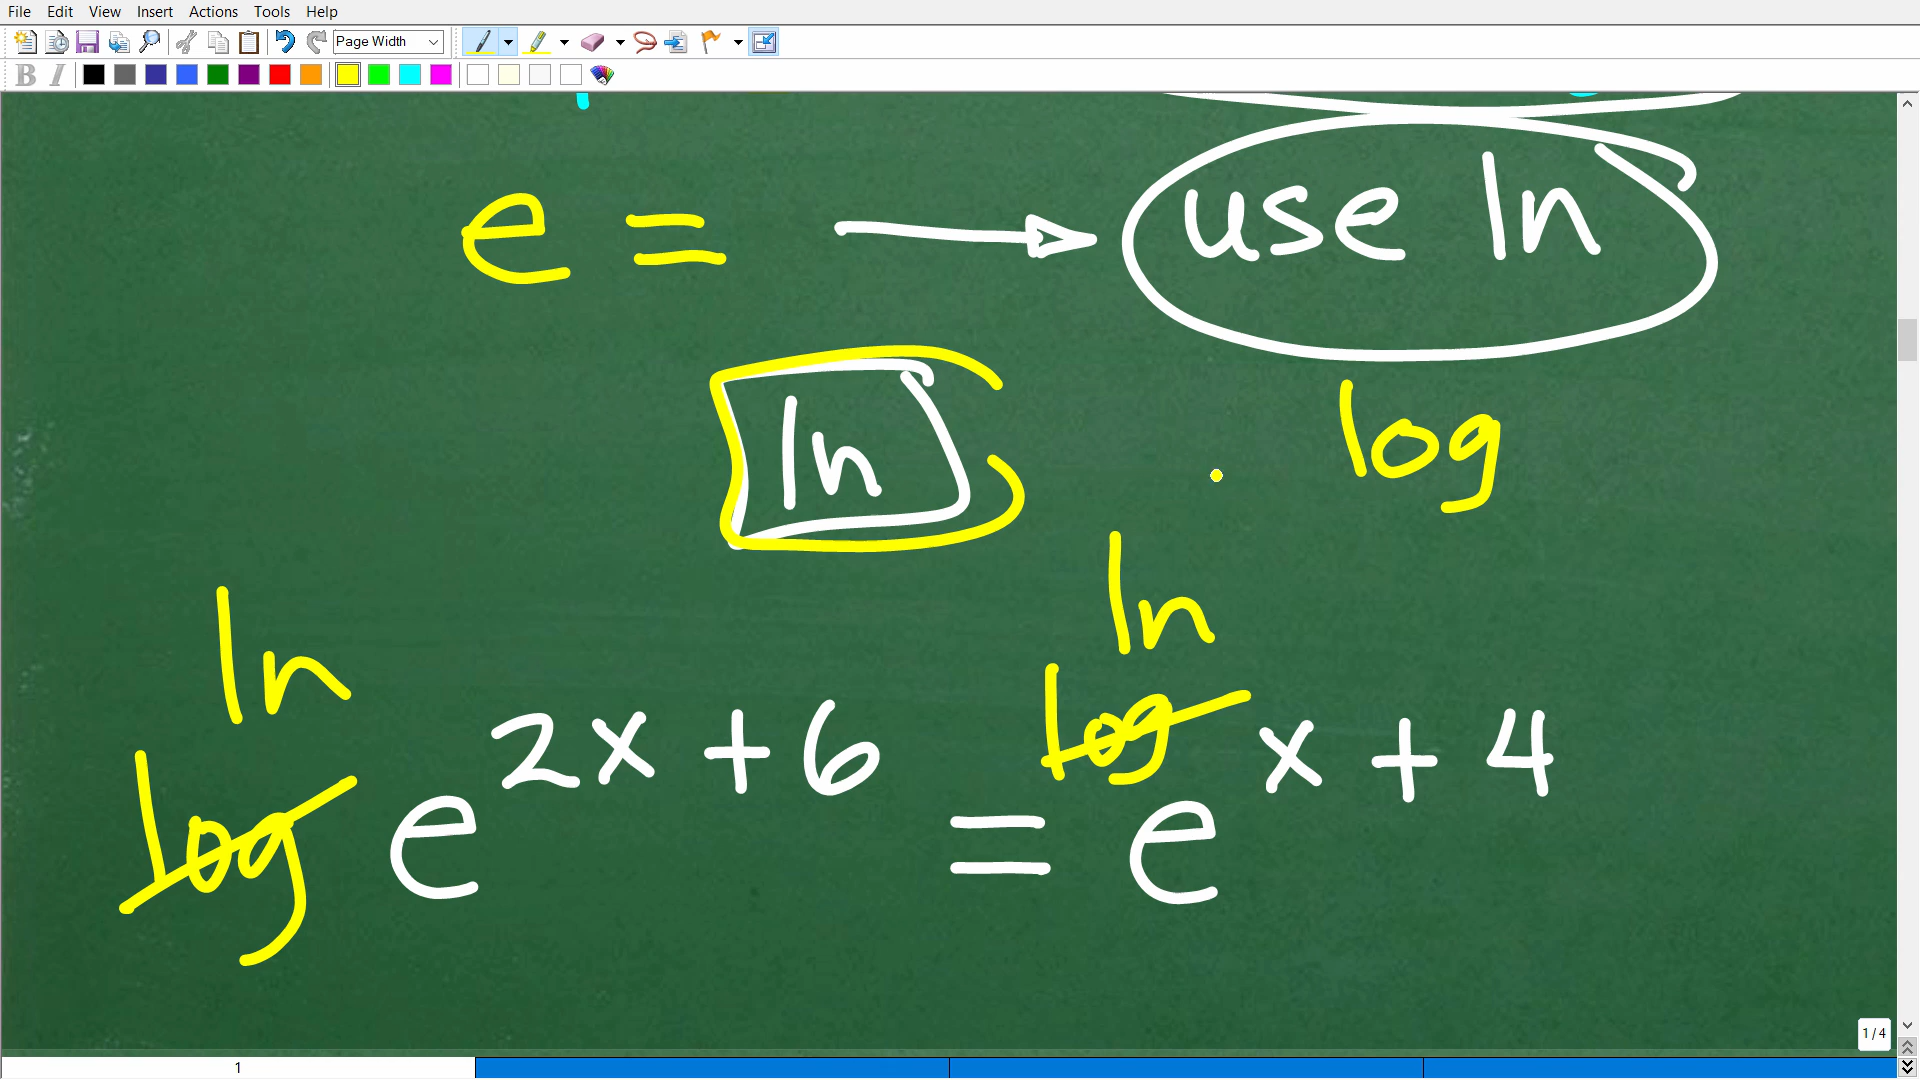 File Edit View Insert Actions Tools Help
Page Width
B I
e = use ln
ln log
ln ln
log e^{2x+6} = log e^{x+4}
1 / 4
1